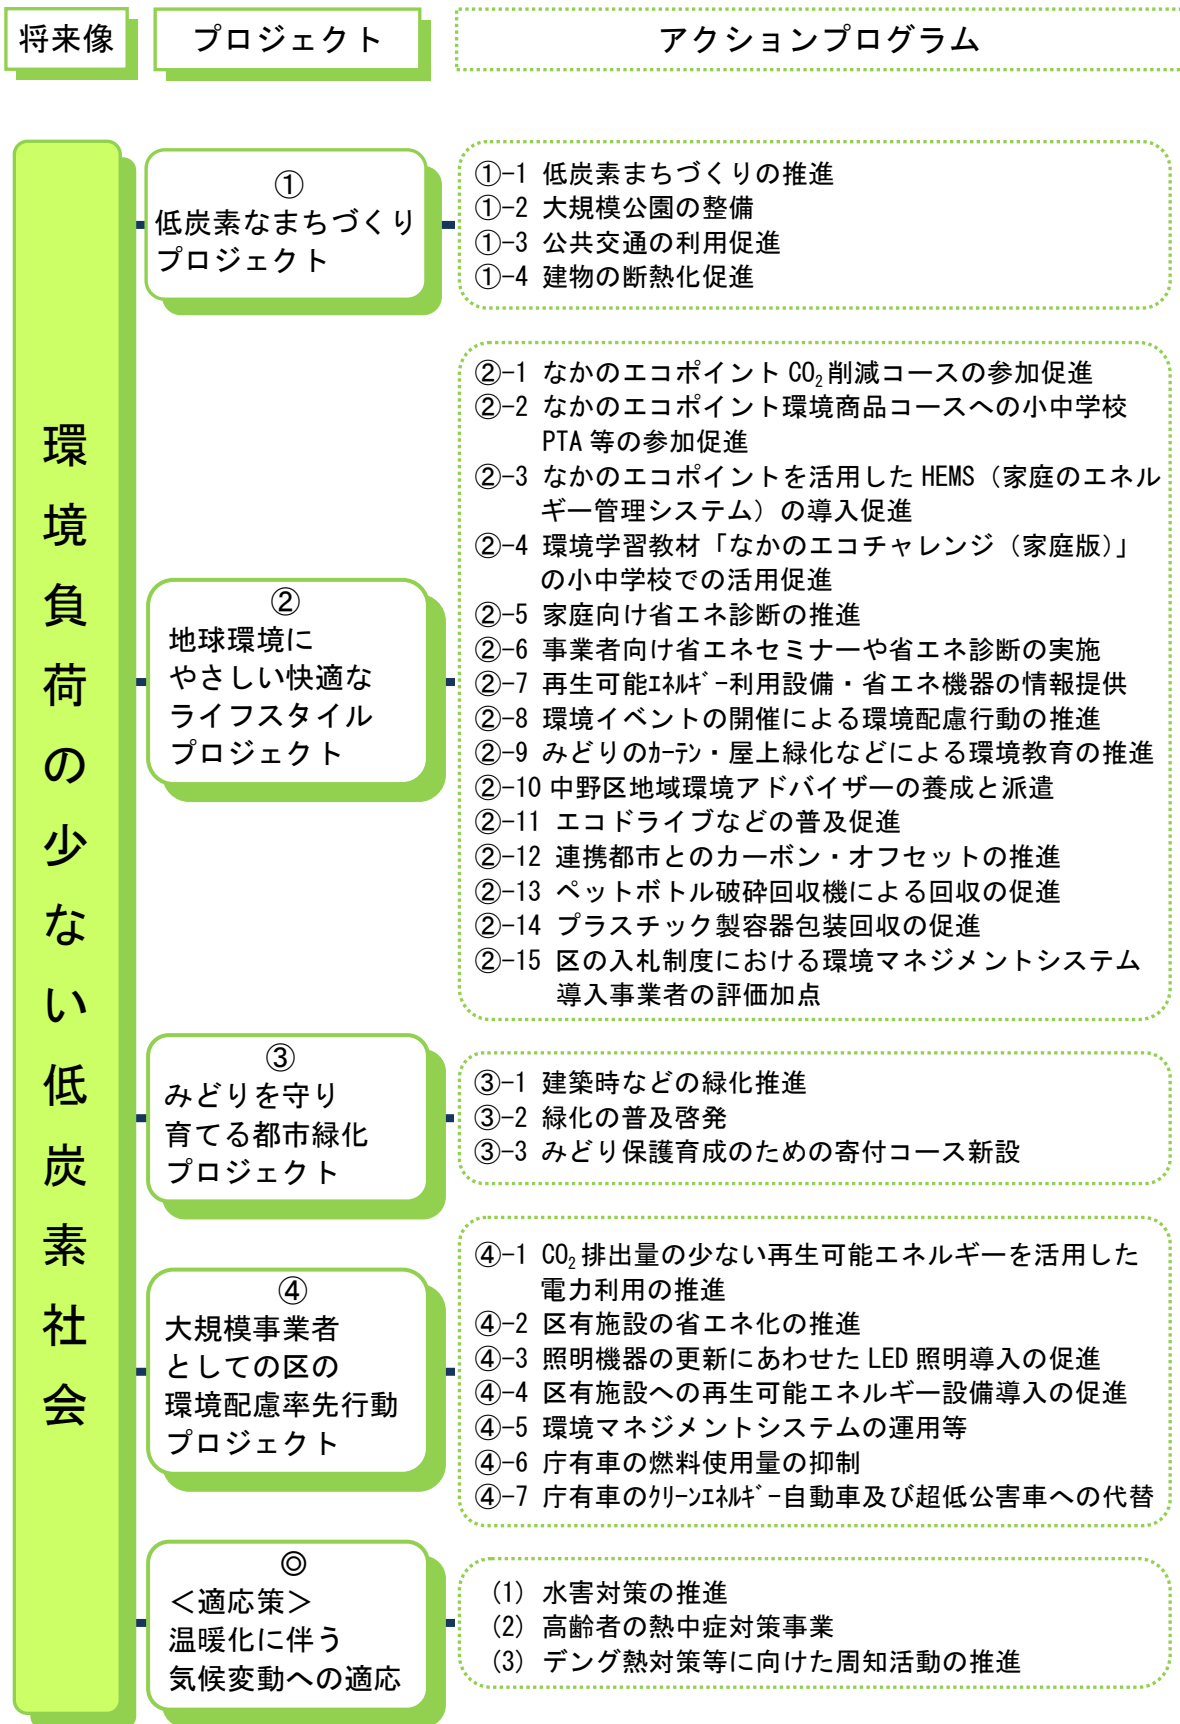 将来像
プロジェクト
アクションプログラム
環境負荷の少ない低炭素社会
①
低炭素なまちづくり
プロジェクト
①-1 低炭素まちづくりの推進
①-2 大規模公園の整備
①-3 公共交通の利用促進
①-4 建物の断熱化促進
②
地球環境に
やさしい快適な
ライフスタイル
プロジェクト
②-1 なかのエコポイント CO₂削減コースの参加促進
②-2 なかのエコポイント環境商品コースへの小中学校
PTA 等の参加促進
②-3 なかのエコポイントを活用した HEMS（家庭のエネル
ギー管理システム）の導入促進
②-4 環境学習教材「なかのエコチャレンジ（家庭版）」
の小中学校での活用促進
②-5 家庭向け省エネ診断の推進
②-6 事業者向け省エネセミナーや省エネ診断の実施
②-7 再生可能ｴﾈﾙｷﾞｰ利用設備・省エネ機器の情報提供
②-8 環境イベントの開催による環境配慮行動の推進
②-9 みどりのｶｰﾃﾝ・屋上緑化などによる環境教育の推進
②-10 中野区地域環境アドバイザーの養成と派遣
②-11 エコドライブなどの普及促進
②-12 連携都市とのカーボン・オフセットの推進
②-13 ペットボトル破砕回収機による回収の促進
②-14 プラスチック製容器包装回収の促進
②-15 区の入札制度における環境マネジメントシステム
導入事業者の評価加点
③
みどりを守り
育てる都市緑化
プロジェクト
③-1 建築時などの緑化推進
③-2 緑化の普及啓発
③-3 みどり保護育成のための寄付コース新設
④
大規模事業者
としての区の
環境配慮率先行動
プロジェクト
④-1 CO₂排出量の少ない再生可能エネルギーを活用した
電力利用の推進
④-2 区有施設の省エネ化の推進
④-3 照明機器の更新にあわせた LED 照明導入の促進
④-4 区有施設への再生可能エネルギー設備導入の促進
④-5 環境マネジメントシステムの運用等
④-6 庁有車の燃料使用量の抑制
④-7 庁有車のｸﾘｰﾝｴﾈﾙｷﾞｰ自動車及び超低公害車への代替
◎
＜適応策＞
温暖化に伴う
気候変動への適応
(1) 水害対策の推進
(2) 高齢者の熱中症対策事業
(3) デング熱対策等に向けた周知活動の推進